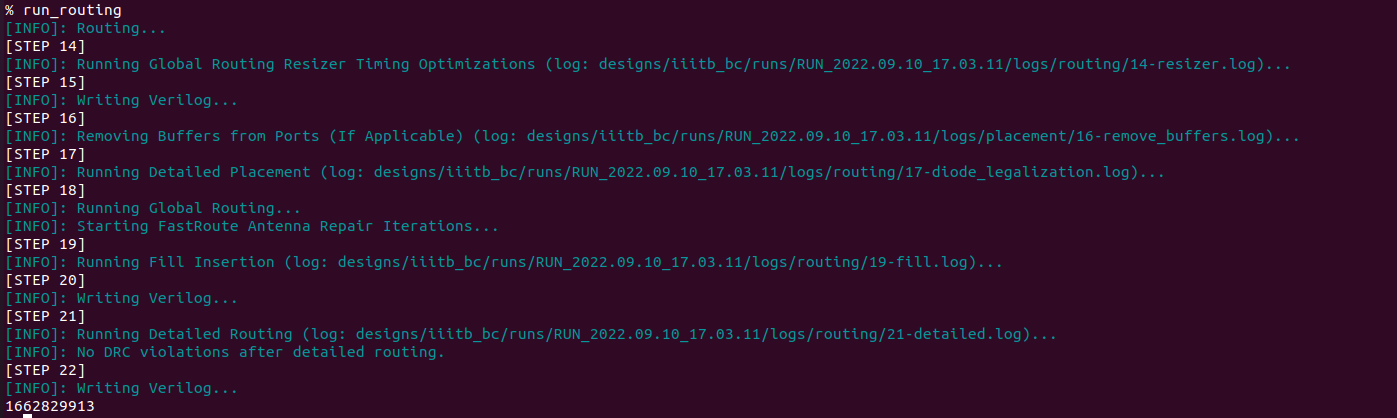 % run_routing
[INFO]: Routing...
[STEP 14]
[INFO]: Running Global Routing Resizer Timing Optimizations (log: designs/iiitb_bc/runs/RUN_2022.09.10_17.03.11/logs/routing/14-resizer.log)...
[STEP 15]
[INFO]: Writing Verilog...
[STEP 16]
[INFO]: Removing Buffers from Ports (If Applicable) (log: designs/iiitb_bc/runs/RUN_2022.09.10_17.03.11/logs/placement/16-remove_buffers.log)...
[STEP 17]
[INFO]: Running Detailed Placement (log: designs/iiitb_bc/runs/RUN_2022.09.10_17.03.11/logs/routing/17-diode_legalization.log)...
[STEP 18]
[INFO]: Running Global Routing...
[INFO]: Starting FastRoute Antenna Repair Iterations...
[STEP 19]
[INFO]: Running Fill Insertion (log: designs/iiitb_bc/runs/RUN_2022.09.10_17.03.11/logs/routing/19-fill.log)...
[STEP 20]
[INFO]: Writing Verilog...
[STEP 21]
[INFO]: Running Detailed Routing (log: designs/iiitb_bc/runs/RUN_2022.09.10_17.03.11/logs/routing/21-detailed.log)...
[INFO]: No DRC violations after detailed routing.
[STEP 22]
[INFO]: Writing Verilog...
1662829913